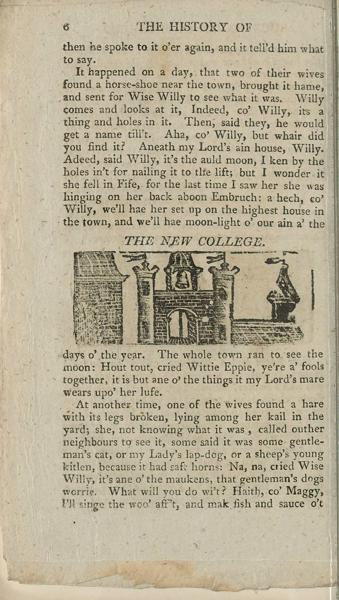 6 THE HISTORY OF
then he spoke to it o'er again, and it tell'd him what
to say.
It happened on a day, that two of their wives
found a horse-shoe near the town, brought it hame,
and sent for Wise Willy to see what it was. Willy
comes and looks at it, Indeed, co' Willy, its a
thing and holes in it. Then, said they, he would
get a name till't. Aha, co' Willy, but whair did
you find it? Aneath my Lord's ain house, Willy.
Adeed, said Willy, it's the auld moon, I ken by the
holes in't for nailing it to the lift; but I wonder it
she fell in Fife, for the last time I saw her she was
hinging on her back aboon Embruch: a hech, co'
Willy, we'll hae her set up on the highest house in
the town, and we'll hae moon-light o' our ain a' the
THE NEW COLLEGE.
days o' the year. The whole town ran to see the
moon: Hout tout, cried Wittie Eppie, ye're a' fools
together, it is but ane o' the things it my Lord's mare
wears upo' her lufe.
At another time, one of the wives found a hare
with its legs broken, lying among her kail in the
yard; she, not knowing what it was, called outher
neighbours to see it, some said it was some gentle-
man's cat, or my Lady's lap-dog, or a sheep's young
kitlen, because it had saft horns: Na, na, cried Wise
Willy, it's ane o' the maukens, that gentleman's dogs
worrie. What will you do wi't? Haith, co' Maggy,
I'll singe the woo' aff't, and mak fish and sauce o't